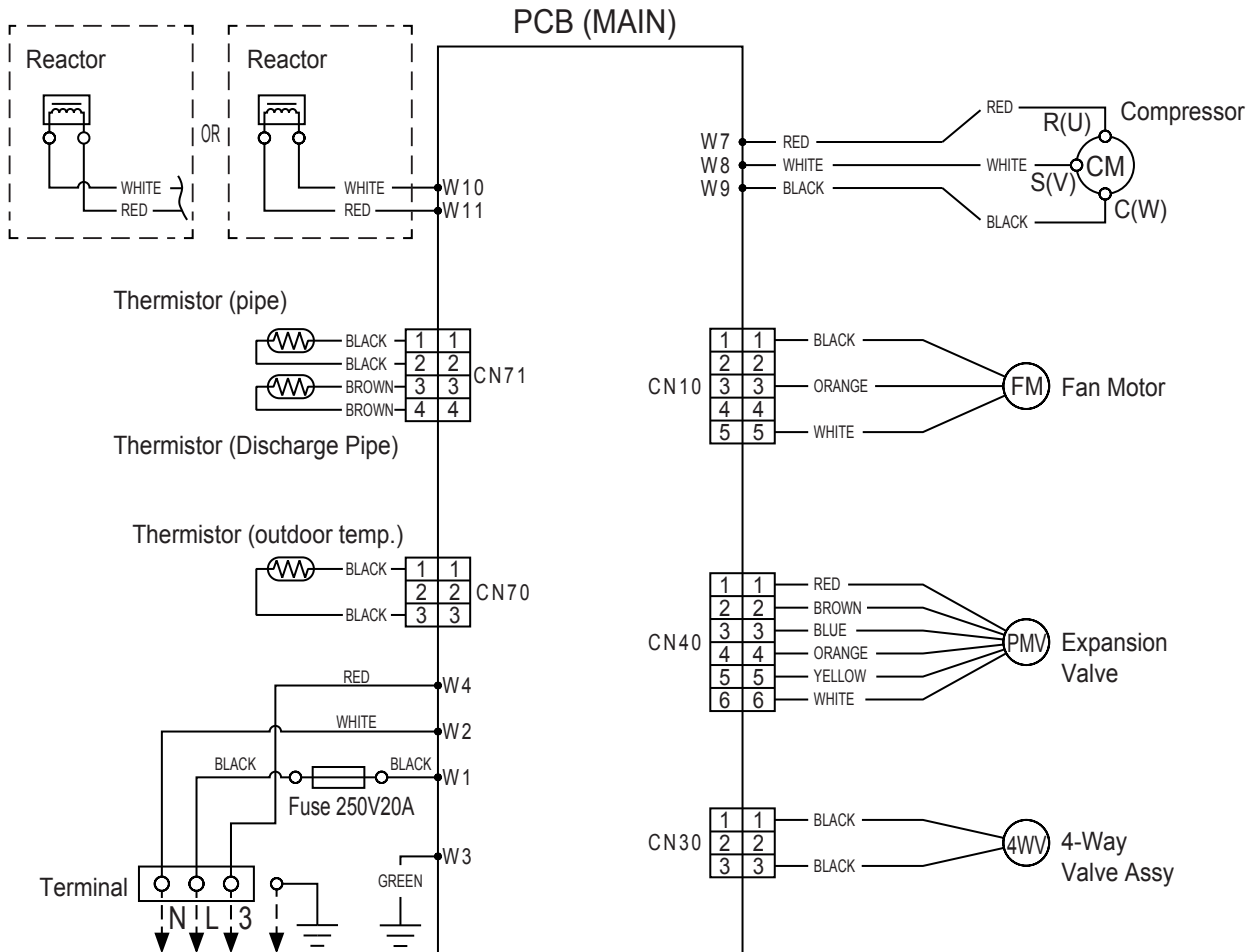 PCB (MAIN)
Reactor
WHITE
RED
OR
Reactor
WHITE
RED
W10
W11
W7 RED RED
W8 WHITE WHITE
W9 BLACK BLACK
R(U)
S(V)
C(W)
CM
Compressor
Thermistor (pipe)
BLACK 1 1
BLACK 2 2
BROWN 3 3
BROWN 4 4
CN71
Thermistor (Discharge Pipe)
CN10
1 1 BLACK
2 2
3 3 ORANGE
4 4
5 5 WHITE
FM
Fan Motor
Thermistor (outdoor temp.)
BLACK 1 1
2 2
BLACK 3 3
CN70
CN40
1 1 RED
2 2 BROWN
3 3 BLUE
4 4 ORANGE
5 5 YELLOW
6 6 WHITE
PMV
Expansion
Valve
RED W4
WHITE W2
BLACK BLACK W1
Fuse 250V20A
W3
GREEN
Terminal
N L 3
CN30
1 1 BLACK
2 2
3 3 BLACK
4WV
4-Way
Valve Assy